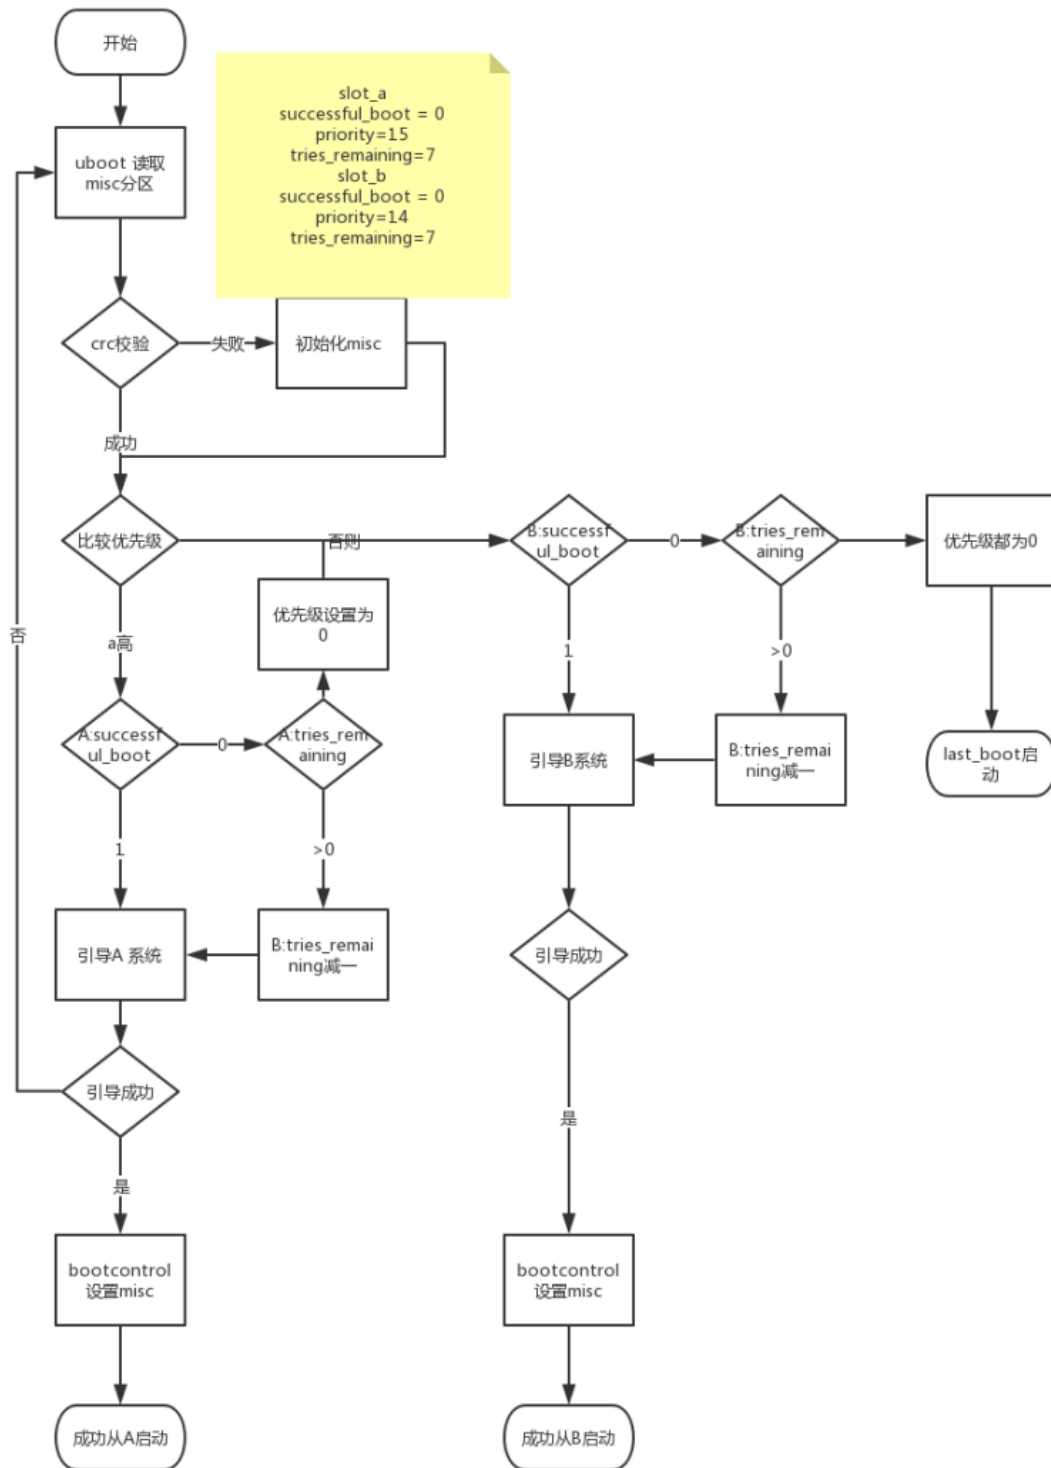 开始
slot_a
successful_boot = 0
priority=15
tries_remaining=7
slot_b
successful_boot = 0
priority=14
tries_remaining=7
uboot 读取
misc分区
crc校验
失败
初始化misc
成功
比较优先级
否则
B:successf
ul_boot
0
B:tries_rem
aining
优先级都为0
优先级设置为
0
否
a高
1
>0
A:successf
ul_boot
0
A:tries_rem
aining
引导B系统
B:tries_remai
ning减一
last_boot启
动
1
>0
引导A 系统
B:tries_remai
ning减一
引导成功
引导成功
是
是
bootcontrol
设置misc
bootcontrol
设置misc
成功从A启动
成功从B启动